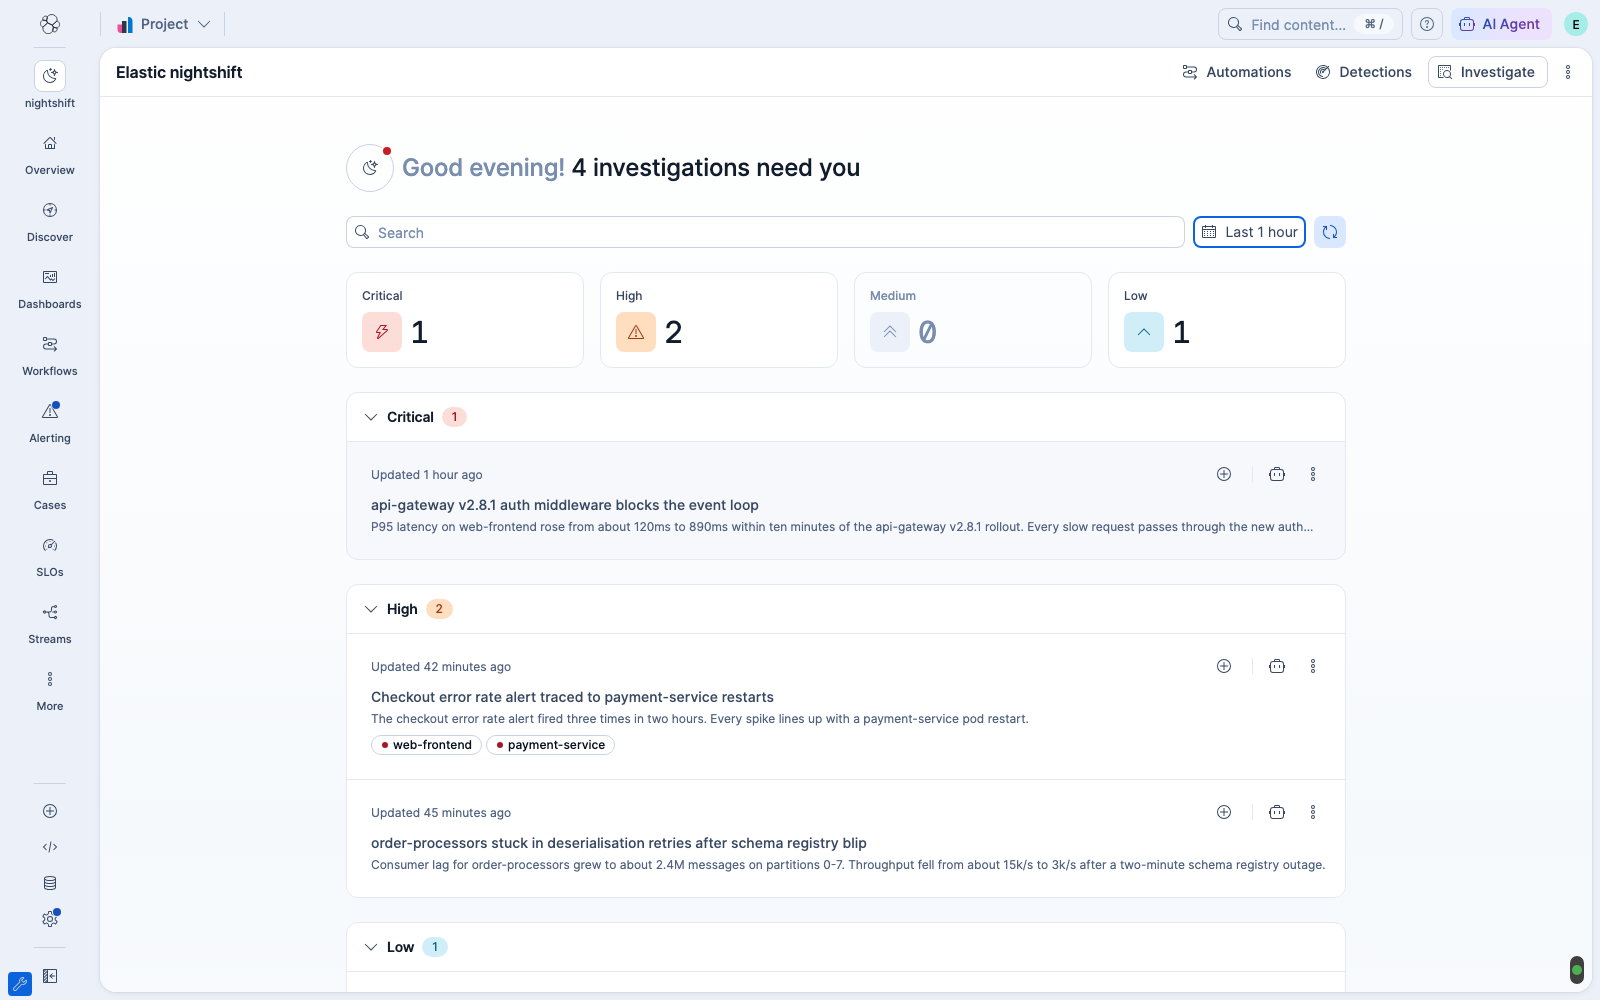 Project
Find content... ⌘ /
AI Agent
E
nightshift
Overview
Discover
Dashboards
Workflows
Alerting
Cases
SLOs
Streams
More
Elastic nightshift
Automations
Detections
Investigate
Good evening! 4 investigations need you
Search
Last 1 hour
Critical
1
High
2
Medium
0
Low
1
Critical 1
Updated 1 hour ago
api-gateway v2.8.1 auth middleware blocks the event loop
P95 latency on web-frontend rose from about 120ms to 890ms within ten minutes of the api-gateway v2.8.1 rollout. Every slow request passes through the new auth...
High 2
Updated 42 minutes ago
Checkout error rate alert traced to payment-service restarts
The checkout error rate alert fired three times in two hours. Every spike lines up with a payment-service pod restart.
web-frontend payment-service
Updated 45 minutes ago
order-processors stuck in deserialisation retries after schema registry blip
Consumer lag for order-processors grew to about 2.4M messages on partitions 0-7. Throughput fell from about 15k/s to 3k/s after a two-minute schema registry outage.
Low 1